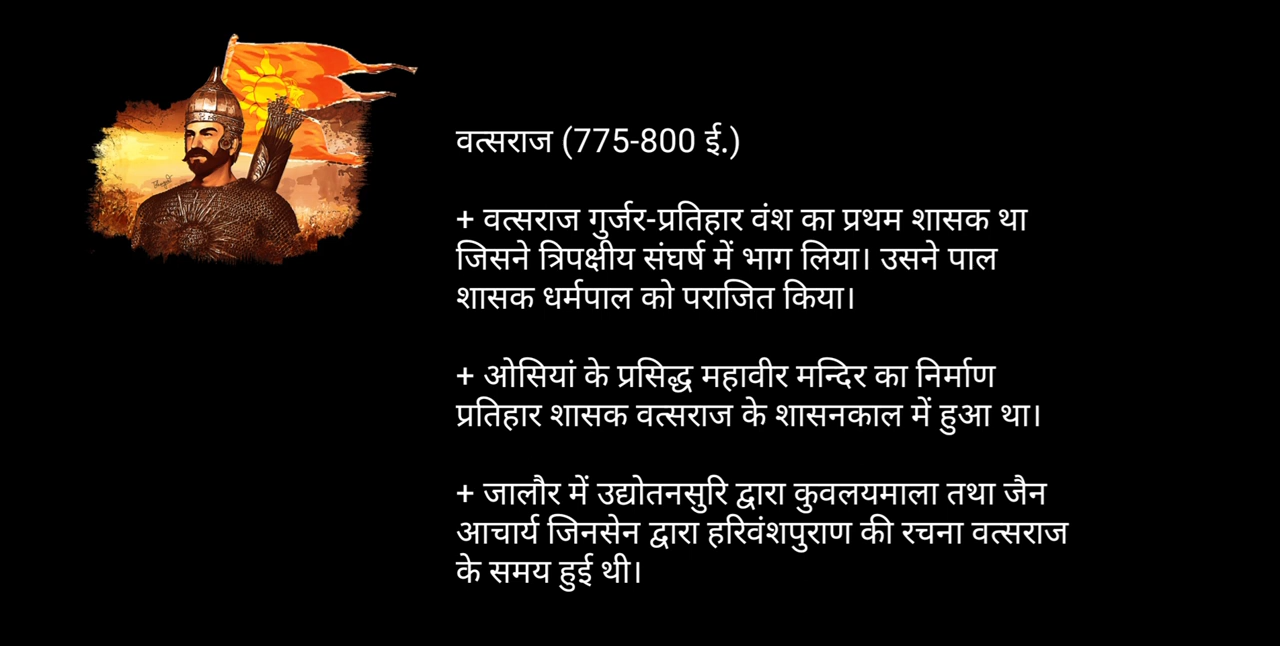 वत्सराज (775-800 ई.)
+ वत्सराज गुर्जर-प्रतिहार वंश का प्रथम शासक था
जिसने त्रिपक्षीय संघर्ष में भाग लिया। उसने पाल
शासक धर्मपाल को पराजित किया।
+ ओसियां के प्रसिद्ध महावीर मन्दिर का निर्माण
प्रतिहार शासक वत्सराज के शासनकाल में हुआ था।
+ जालौर में उद्योतनसुरि द्वारा कुवलयमाला तथा जैन
आचार्य जिनसेन द्वारा हरिवंशपुराण की रचना वत्सराज
के समय हुई थी।